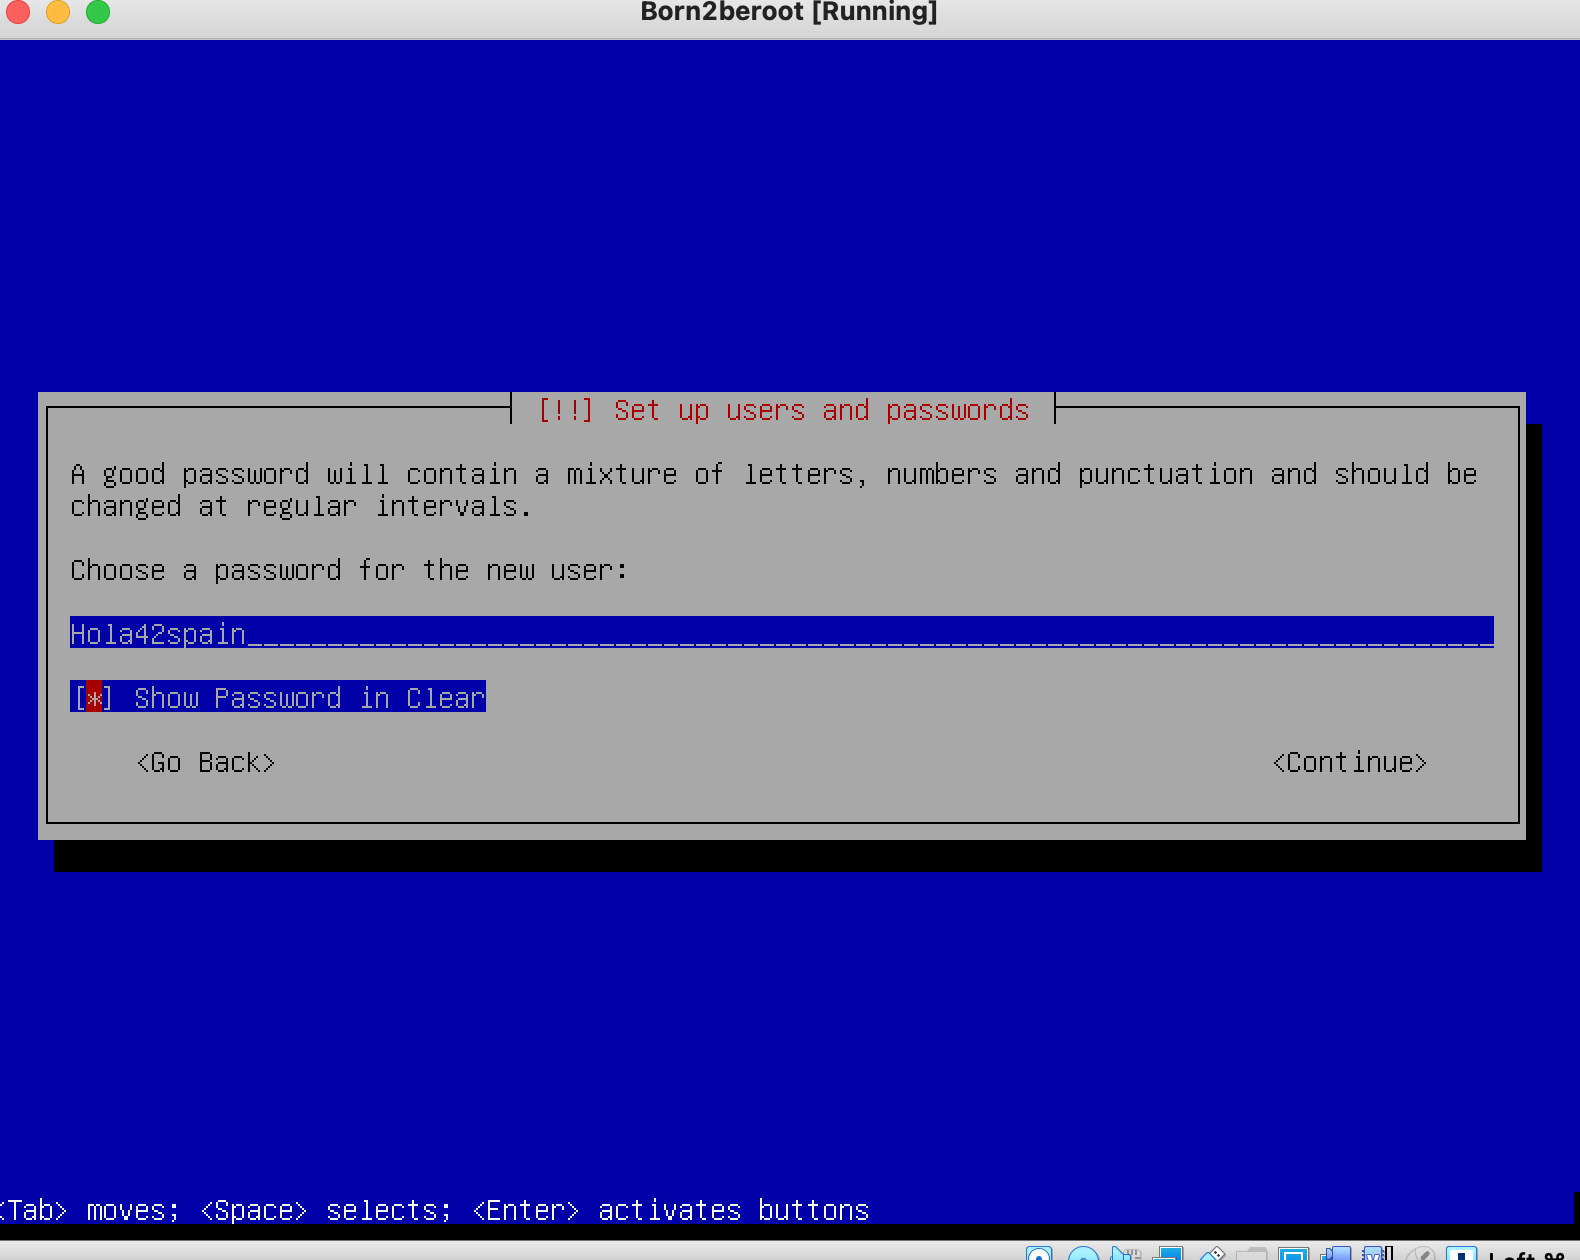 Born2beroot [Running]
[!!] Set up users and passwords
A good password will contain a mixture of letters, numbers and punctuation and should be
changed at regular intervals.
Choose a password for the new user:
Hola42spain
[*] Show Password in Clear
<Go Back> <Continue>
<Tab> moves; <Space> selects; <Enter> activates buttons
Left ⌘